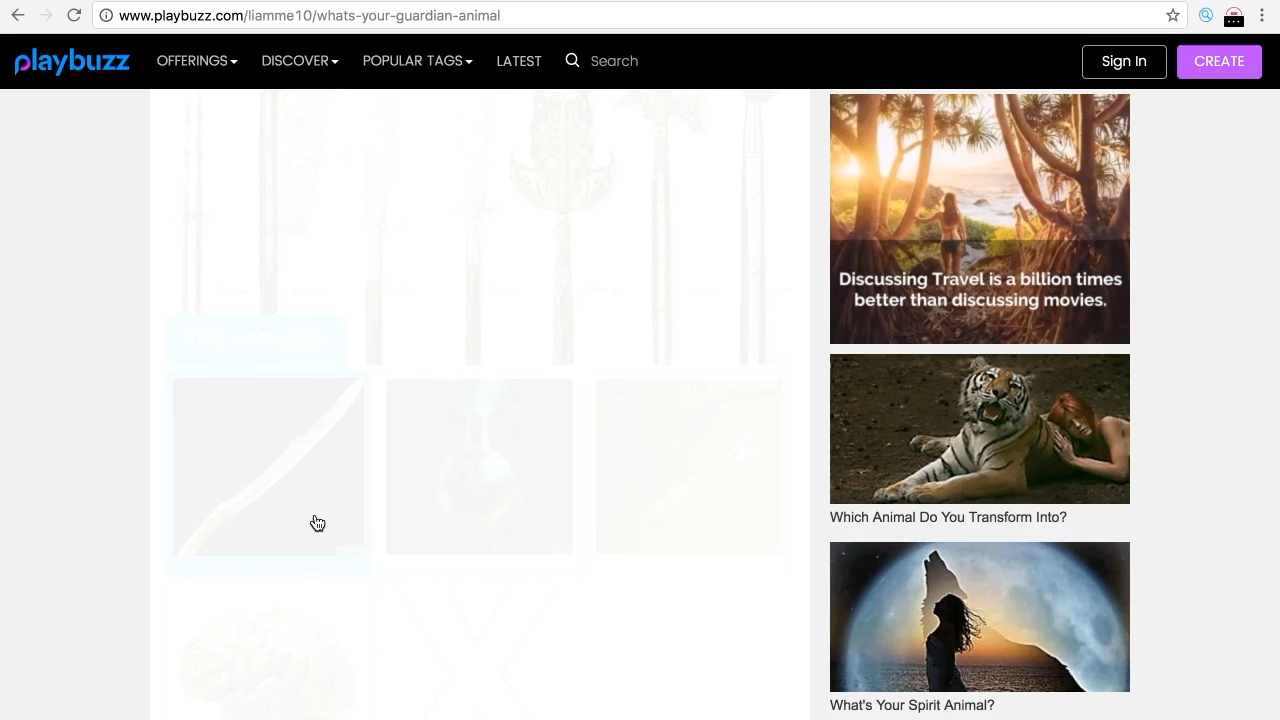 www.playbuzz.com/liamme10/whats-your-guardian-animal
playbuzz OFFERINGS DISCOVER POPULAR TAGS LATEST Search Sign In CREATE
Discussing Travel is a billion times
better than discussing movies.
Which Animal Do You Transform Into?
What's Your Spirit Animal?